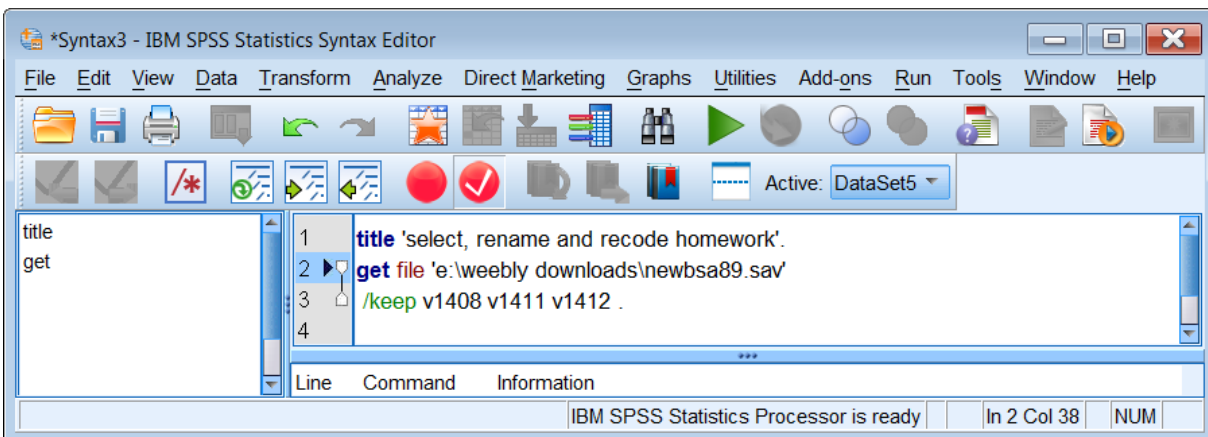 *Syntax3 - IBM SPSS Statistics Syntax Editor
File Edit View Data Transform Analyze Direct Marketing Graphs Utilities Add-ons Run Tools Window Help
/*
Active: DataSet5
title
get
1 title 'select, rename and recode homework'.
2 get file 'e:\weebly downloads\newbsa89.sav'
3 /keep v1408 v1411 v1412 .
4
Line Command Information
IBM SPSS Statistics Processor is ready In 2 Col 38 NUM